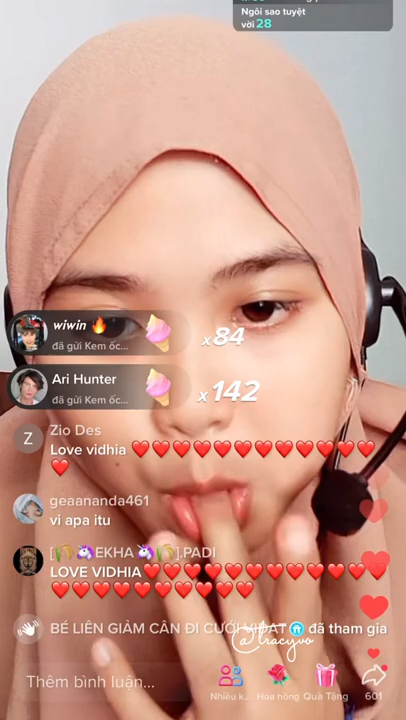 Ngôi sao tuyệt
vời 28
wiwin 🔥
đã gửi Kem ốc...
x84
Ari Hunter
đã gửi Kem ốc...
x142
Z
Zio Des
Love vidhia ❤️❤️❤️❤️❤️❤️❤️❤️❤️❤️❤️❤️
❤️
geaananda461
vi apa itu
[🌾🦄EKHA 🦄🌾].PADI
LOVE VIDHIA❤️❤️❤️❤️❤️❤️❤️❤️❤️❤️❤️❤️
❤️❤️❤️❤️❤️❤️❤️❤️❤️❤️
BÉ LIÊN GIẢM CÂN ĐI CƯỚI VIDAT đã tham gia
@tracyvo
Thêm bình luận...
Nhiều k...
Hoa hồng
Quà Tặng
601